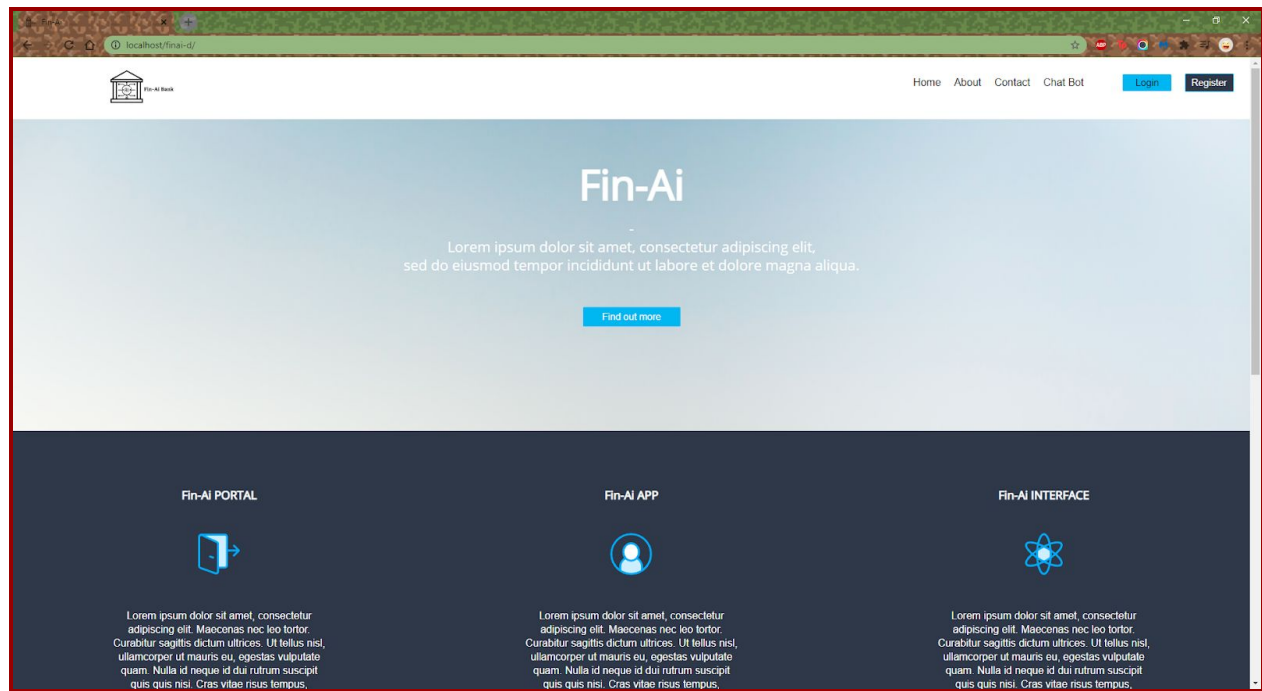 Fin-Ai
localhost/finai-d/
ABP
Fin-Ai Bank
Home About Contact Chat Bot Login Register
Fin-Ai
-
Lorem ipsum dolor sit amet, consectetur adipiscing elit,
sed do eiusmod tempor incididunt ut labore et dolore magna aliqua.
Find out more
Fin-Ai PORTAL
Lorem ipsum dolor sit amet, consectetur
adipiscing elit. Maecenas nec leo tortor.
Curabitur sagittis dictum ultrices. Ut tellus nisl,
ullamcorper ut mauris eu, egestas vulputate
quam. Nulla id neque id dui rutrum suscipit
quis quis nisi. Cras vitae risus tempus,
Fin-Ai APP
Lorem ipsum dolor sit amet, consectetur
adipiscing elit. Maecenas nec leo tortor.
Curabitur sagittis dictum ultrices. Ut tellus nisl,
ullamcorper ut mauris eu, egestas vulputate
quam. Nulla id neque id dui rutrum suscipit
quis quis nisi. Cras vitae risus tempus,
Fin-Ai INTERFACE
Lorem ipsum dolor sit amet, consectetur
adipiscing elit. Maecenas nec leo tortor.
Curabitur sagittis dictum ultrices. Ut tellus nisl,
ullamcorper ut mauris eu, egestas vulputate
quam. Nulla id neque id dui rutrum suscipit
quis quis nisi. Cras vitae risus tempus,